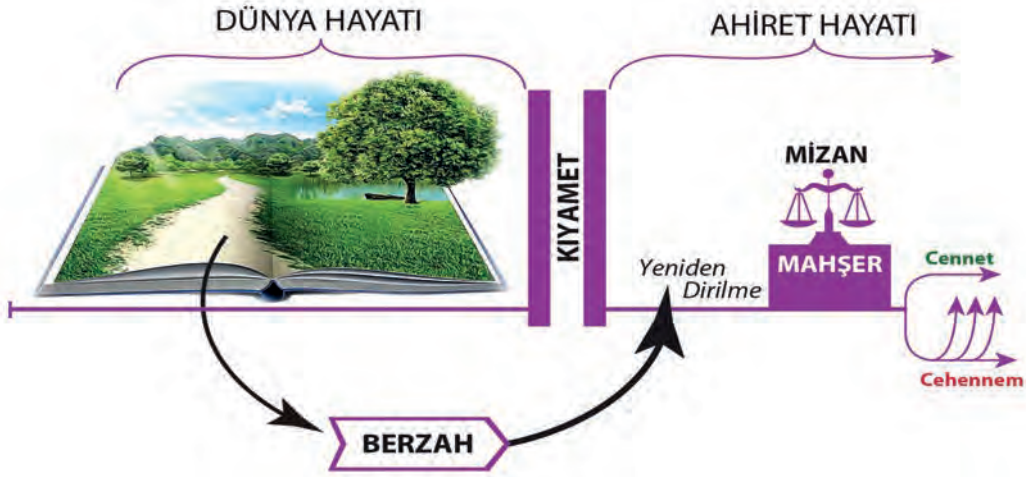 DÜNYA HAYATI
AHİRET HAYATI
KIYAMET
MİZAN
MAHŞER
Yeniden
Dirilme
Cennet
Cehennem
BERZAH